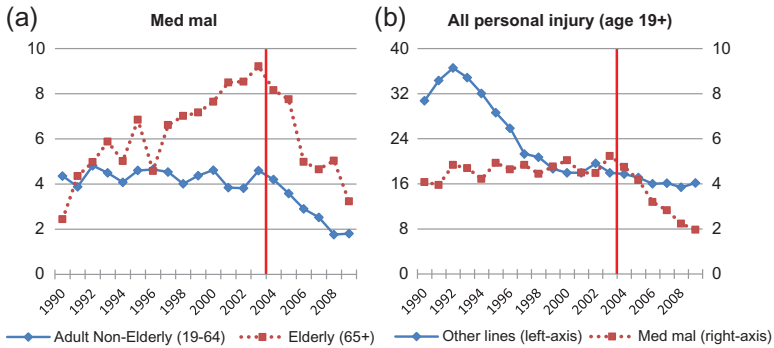 (a) Med mal
10
8
6
4
2
0
1990 1992 1994 1996 1998 2000 2002 2004 2006 2008
Adult Non-Elderly (19-64) Elderly (65+)
(b) All personal injury (age 19+)
40 10
32 8
24 6
16 4
8 2
0 0
1990 1992 1994 1996 1998 2000 2002 2004 2006 2008
Other lines (left-axis) Med mal (right-axis)